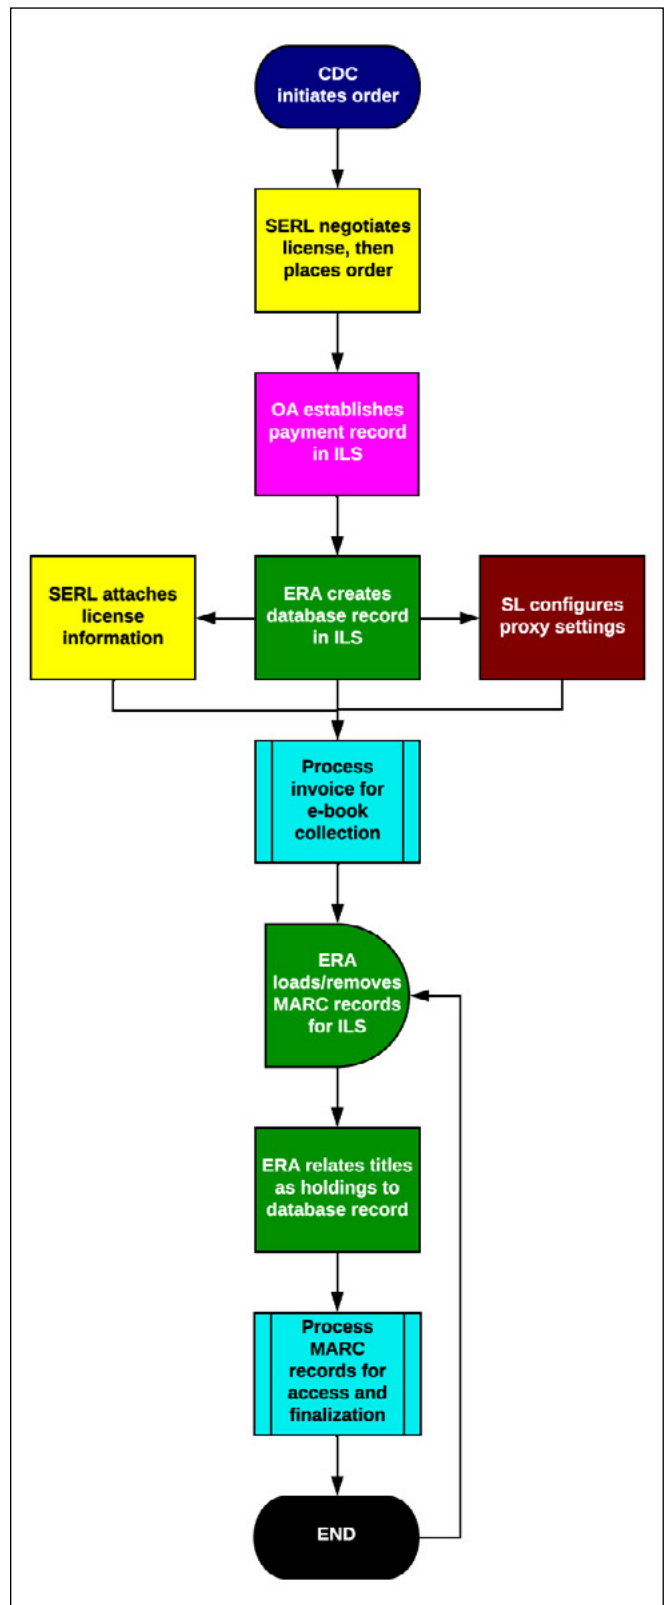 CDC
initiates order
SERL negotiates
license, then
places order
OA establishes
payment record
in ILS
SERL attaches
license
information
ERA creates
database record
in ILS
SL configures
proxy settings
Process
invoice for
e-book
collection
ERA
loads/removes
MARC records
for ILS
ERA relates titles
as holdings to
database record
Process
MARC
records for
access and
finalization
END